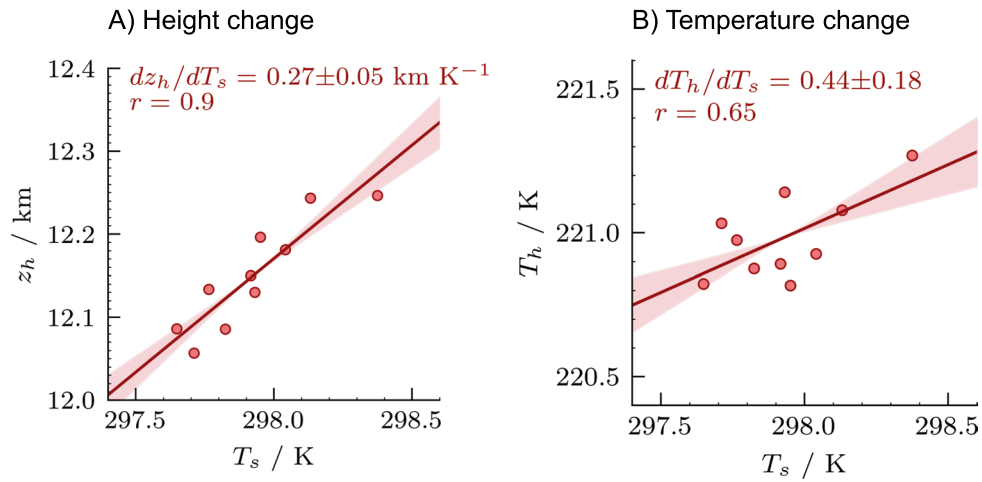 A) Height change
dz_h/dT_s = 0.27±0.05 km K⁻¹
r = 0.9
12.4
12.3
12.2
12.1
12.0
z_h / km
297.5 298.0 298.5
T_s / K
B) Temperature change
dT_h/dT_s = 0.44±0.18
r = 0.65
221.5
221.0
220.5
T_h / K
297.5 298.0 298.5
T_s / K